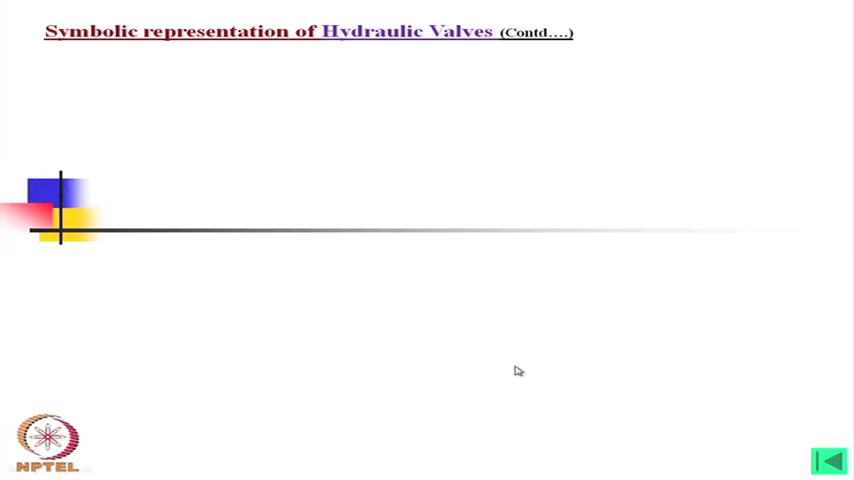 Symbolic representation of Hydraulic Valves (Contd....)
NPTEL